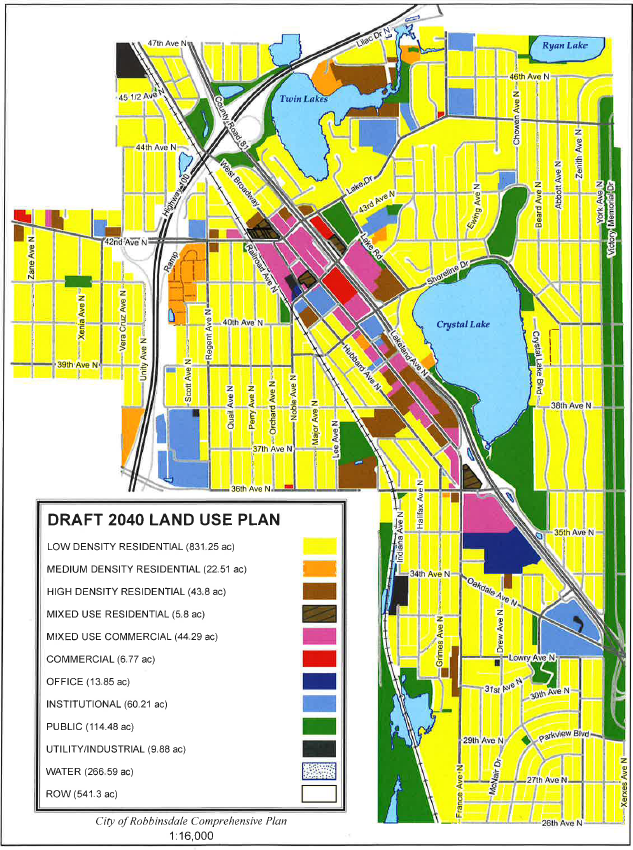 47th Ave N
Lilac Dr N
Ryan Lake
46th Ave N
Twin Lakes
45 1/2 Ave N
County Road 81
Chowen Ave N
Zenith Ave N
44th Ave N
West Broadway
Highway 100
Lake Dr
43rd Ave N
Ewing Ave N
Beard Ave N
Abbott Ave N
York Ave N
Victory Memorial Dr
42nd Ave N
Zane Ave N
Ramp
Railroad Ave N
Lake Rd
Shoreline Dr
Xenia Ave N
Vera Cruz Ave N
Unity Ave N
Regent Ave N
40th Ave N
Crystal Lake
39th Ave N
Scott Ave N
Quail Ave N
Perry Ave N
Orchard Ave N
Noble Ave N
Major Ave N
Lee Ave N
Hubbard Ave N
Lakeland Ave N
Crystal Lake Blvd
38th Ave N
37th Ave N
36th Ave N
Indiana Ave N
Halifax Ave N
35th Ave N
34th Ave N
Oakdale Ave N
Grimes Ave N
Drew Ave N
Lowry Ave N
31st Ave N
30th Ave N
29th Ave N
Parkview Blvd
France Ave N
McNair Dr
27th Ave N
Xerxes Ave N
26th Ave N
DRAFT 2040 LAND USE PLAN
LOW DENSITY RESIDENTIAL (831.25 ac)
MEDIUM DENSITY RESIDENTIAL (22.51 ac)
HIGH DENSITY RESIDENTIAL (43.8 ac)
MIXED USE RESIDENTIAL (5.8 ac)
MIXED USE COMMERCIAL (44.29 ac)
COMMERCIAL (6.77 ac)
OFFICE (13.85 ac)
INSTITUTIONAL (60.21 ac)
PUBLIC (114.48 ac)
UTILITY/INDUSTRIAL (9.88 ac)
WATER (266.59 ac)
ROW (541.3 ac)
City of Robbinsdale Comprehensive Plan
1:16,000